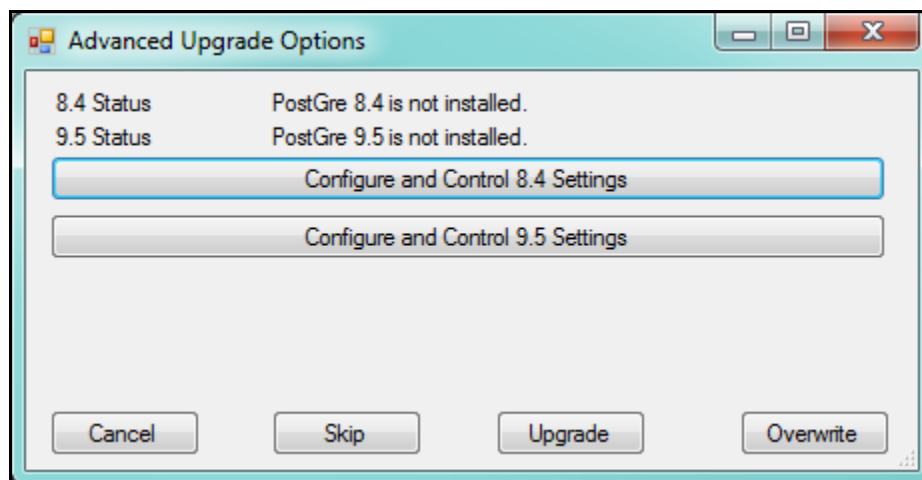 Advanced Upgrade Options
8.4 Status PostGre 8.4 is not installed.
9.5 Status PostGre 9.5 is not installed.
Configure and Control 8.4 Settings
Configure and Control 9.5 Settings
Cancel Skip Upgrade Overwrite